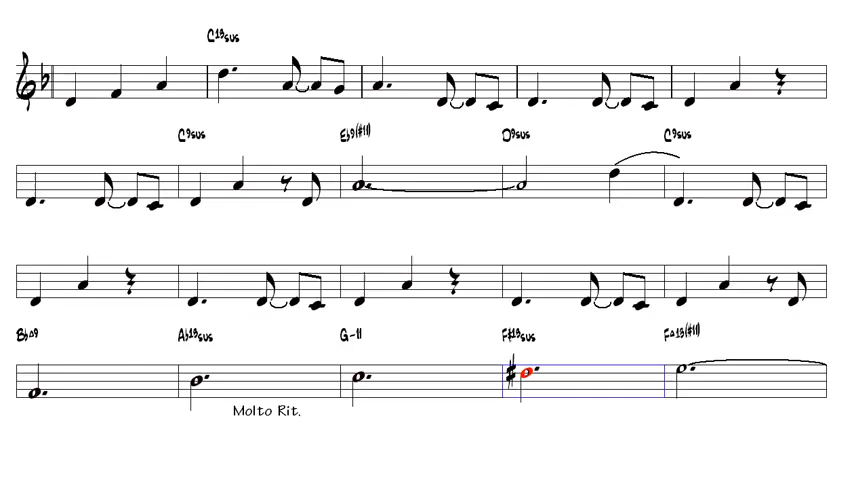 C13sus
C9sus E♭9(#11) D9sus C9sus
B♭△9 A♭13sus G-11 F#13sus F△13(#11)
Molto Rit.